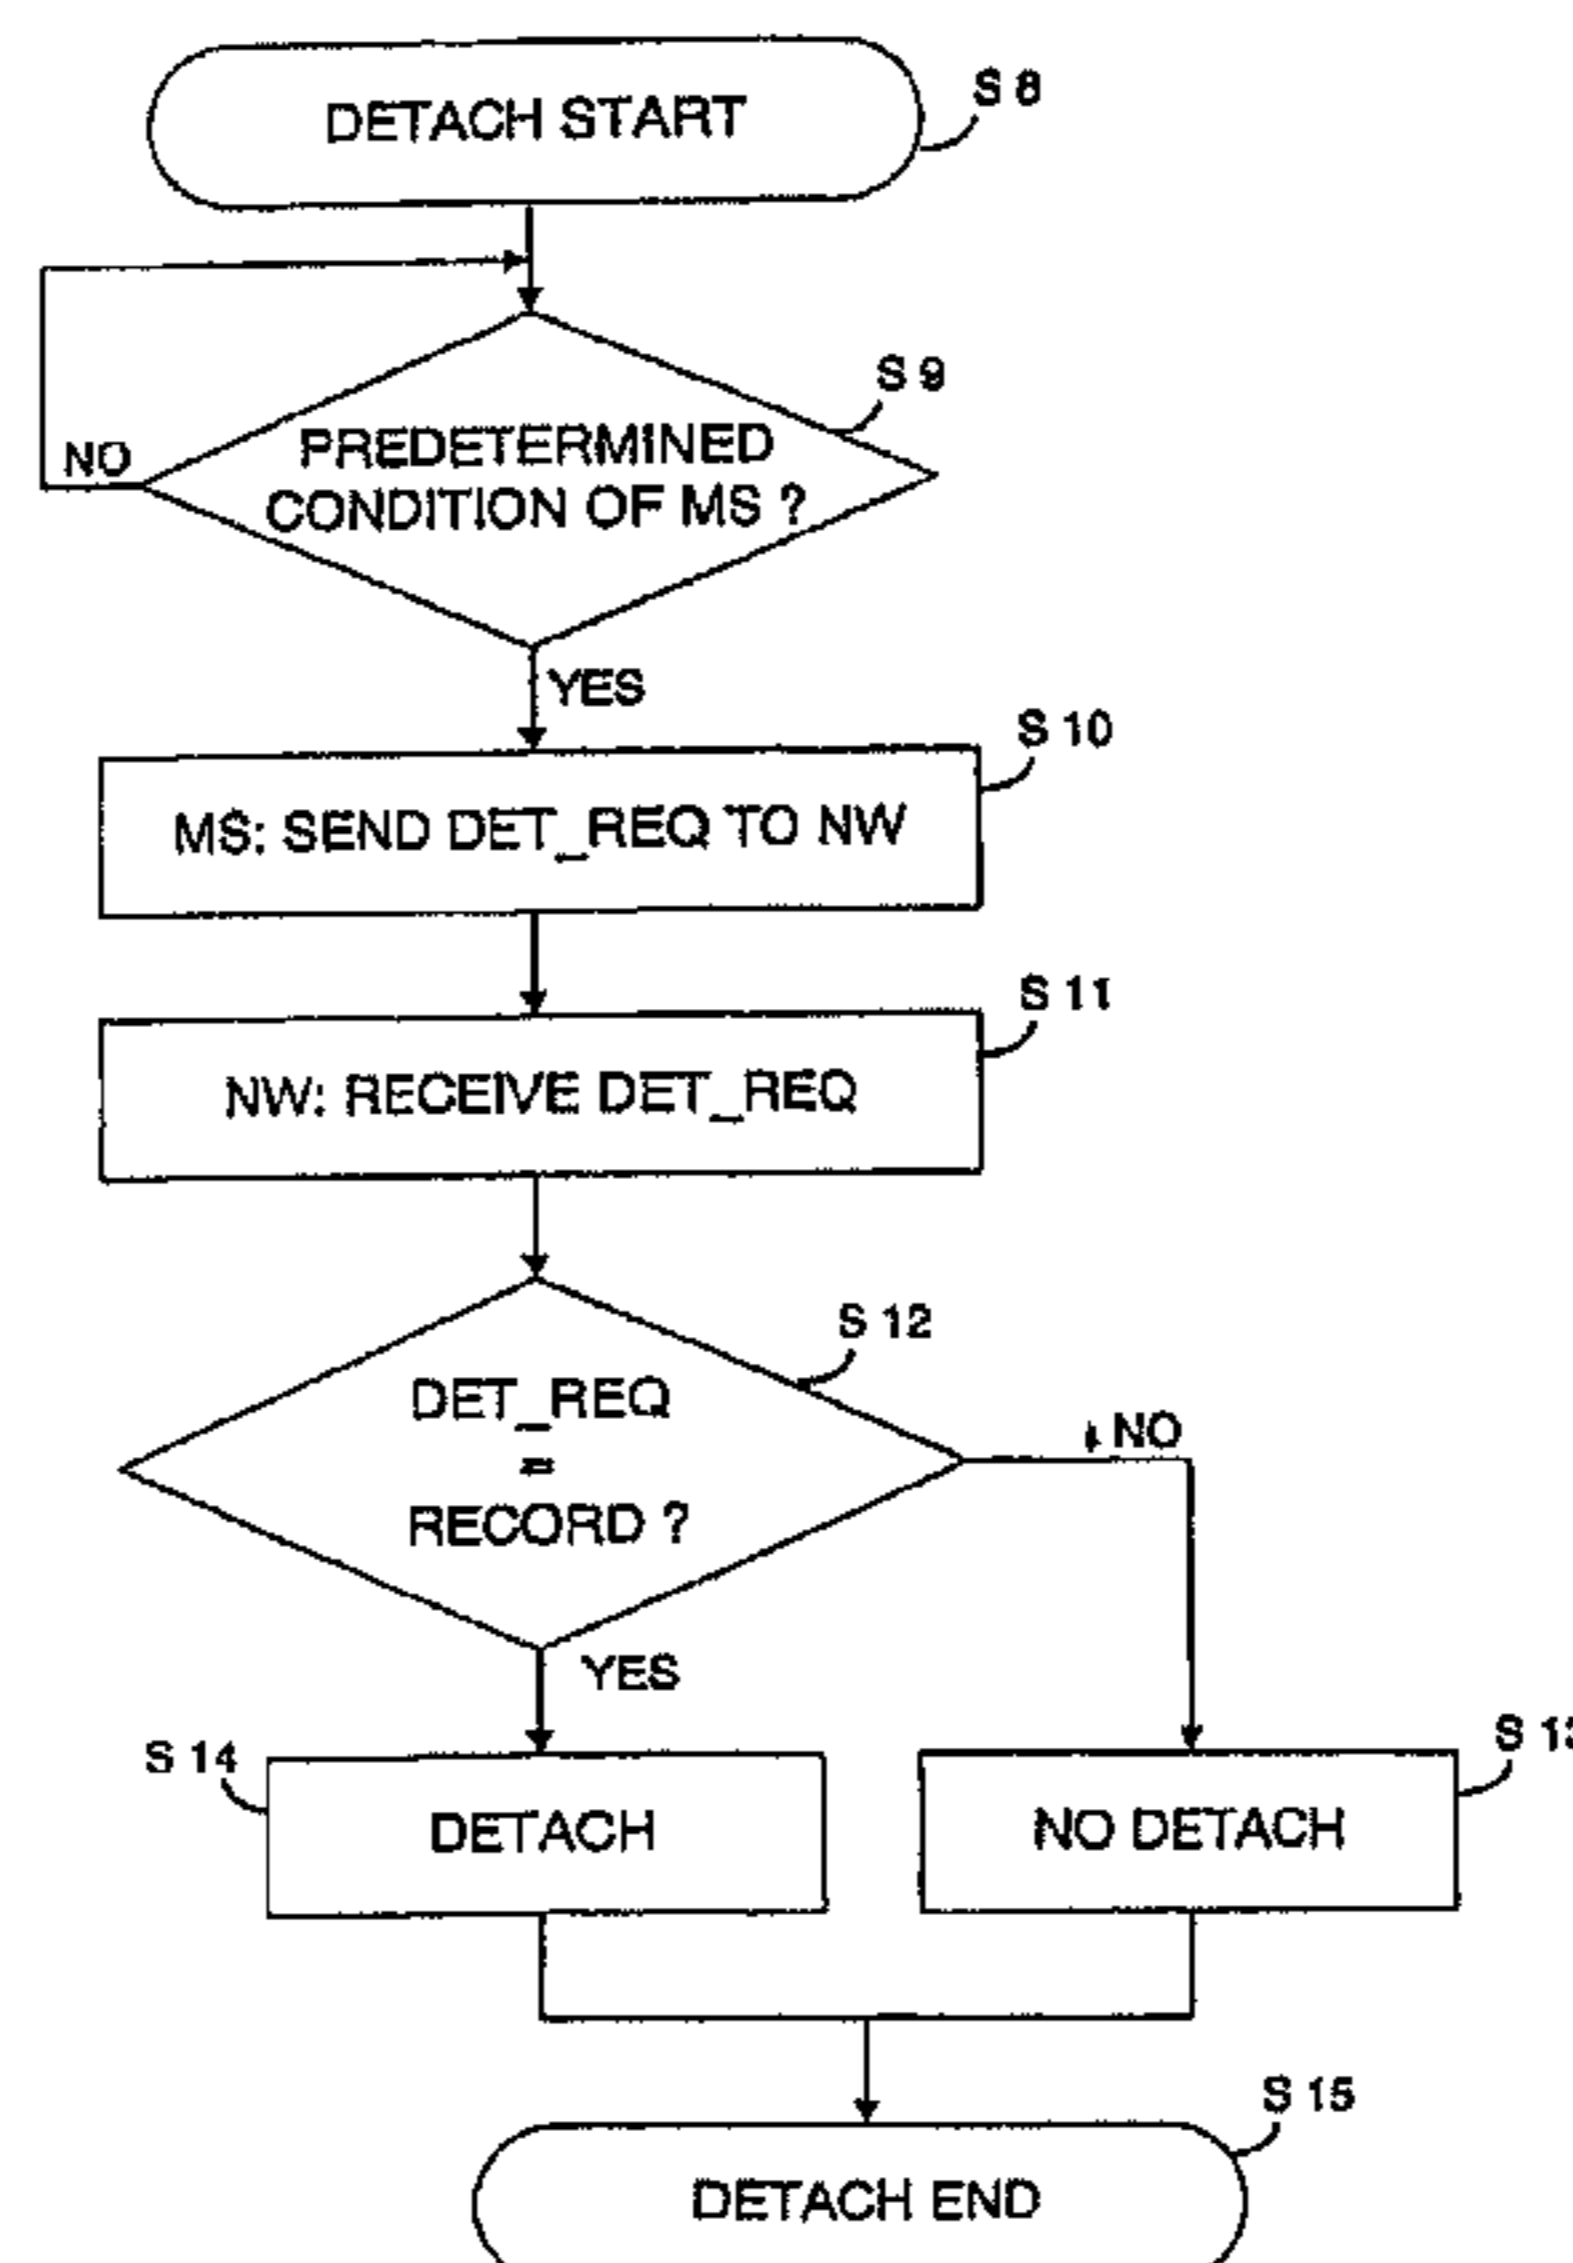 DETACH START
S 8
S 9
PREDETERMINED
CONDITION OF MS ?
NO
YES
S 10
MS: SEND DET_REQ TO NW
S 11
NW: RECEIVE DET_REQ
S 12
DET_REQ
=
RECORD ?
NO
YES
S 14
DETACH
S 13
NO DETACH
S 15
DETACH END